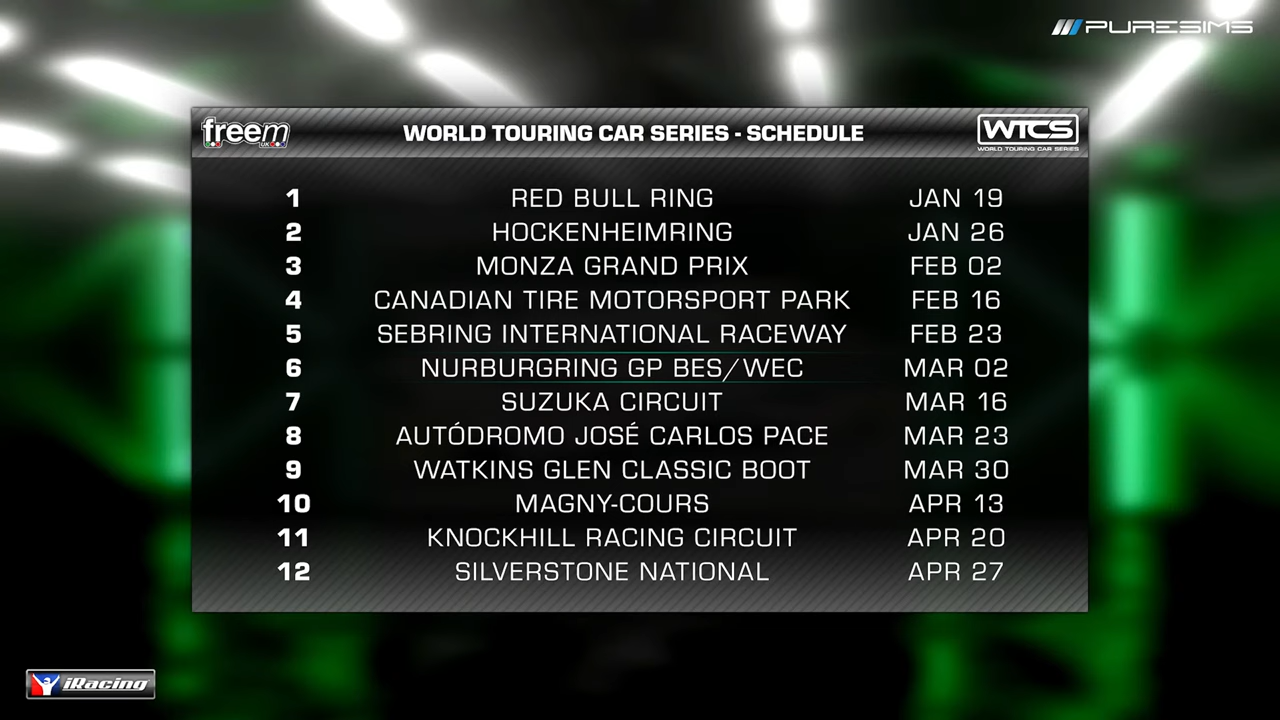 PURESIMS
freem UK WORLD TOURING CAR SERIES - SCHEDULE WTCS
WORLD TOURING CAR SERIES
1 RED BULL RING JAN 19
2 HOCKENHEIMRING JAN 26
3 MONZA GRAND PRIX FEB 02
4 CANADIAN TIRE MOTORSPORT PARK FEB 16
5 SEBRING INTERNATIONAL RACEWAY FEB 23
6 NURBURGRING GP BES/WEC MAR 02
7 SUZUKA CIRCUIT MAR 16
8 AUTÓDROMO JOSÉ CARLOS PACE MAR 23
9 WATKINS GLEN CLASSIC BOOT MAR 30
10 MAGNY-COURS APR 13
11 KNOCKHILL RACING CIRCUIT APR 20
12 SILVERSTONE NATIONAL APR 27
iRacing